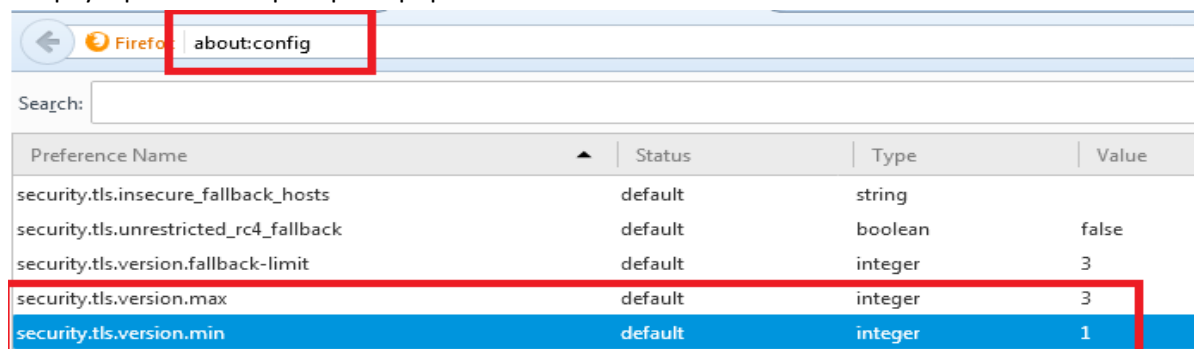 Firefox about:config
Search:
Preference Name Status Type Value
security.tls.insecure_fallback_hosts default string
security.tls.unrestricted_rc4_fallback default boolean false
security.tls.version.fallback-limit default integer 3
security.tls.version.max default integer 3
security.tls.version.min default integer 1